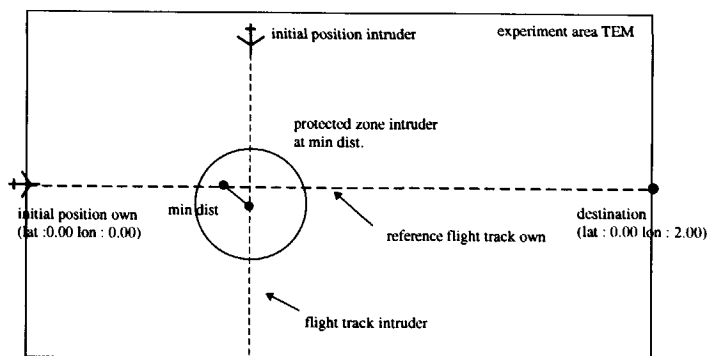 initial position intruder
experiment area TEM
protected zone intruder
at min dist.
min dist
initial position own
(lat :0.00 lon : 0.00)
reference flight track own
destination
(lat : 0.00 lon : 2.00)
flight track intruder